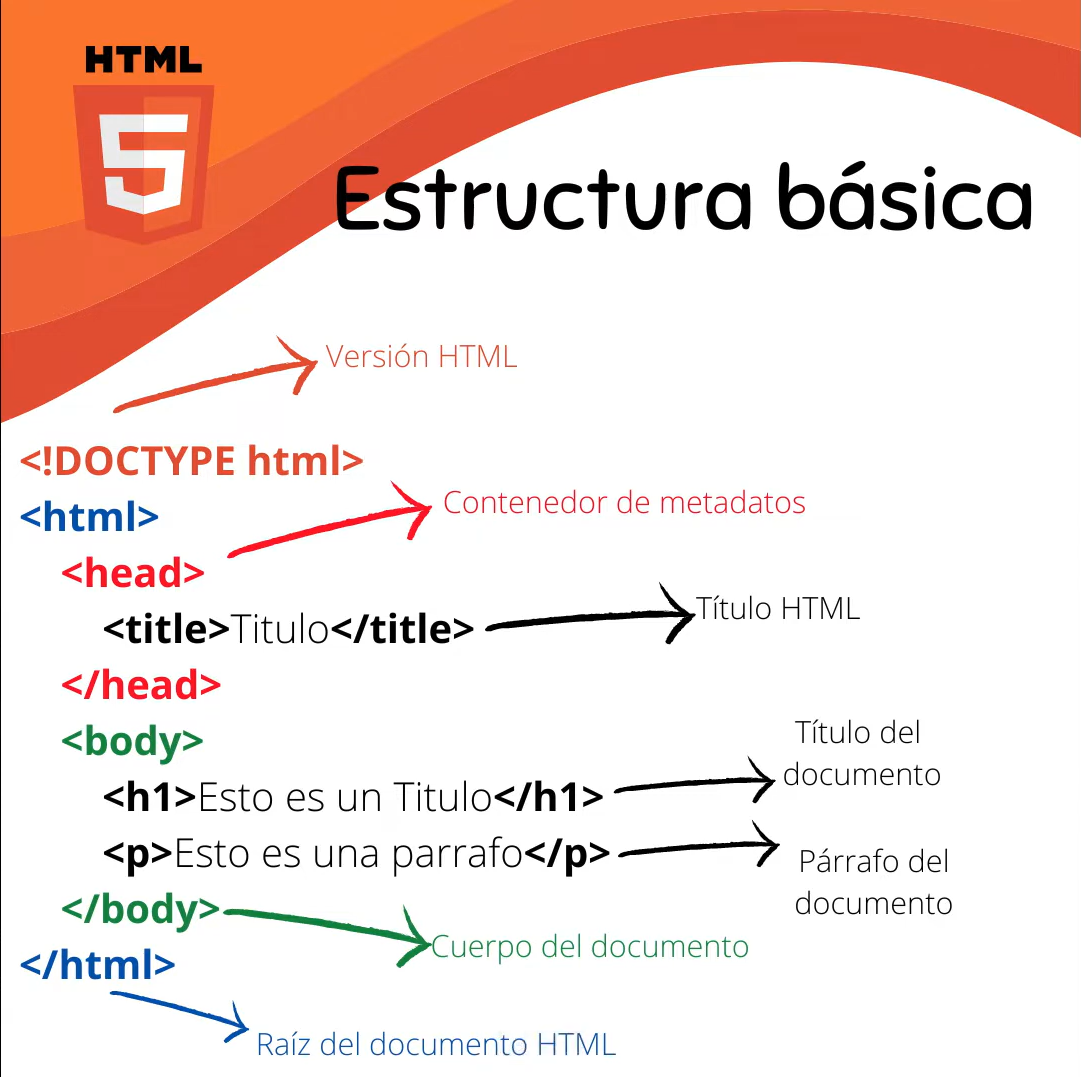 HTML
5
Estructura básica
Versión HTML
<!DOCTYPE html>
<html>
Contenedor de metadatos
<head>
<title>Titulo</title>
Título HTML
</head>
<body>
Título del
documento
<h1>Esto es un Titulo</h1>
<p>Esto es una parrafo</p>
Párrafo del
documento
</body>
Cuerpo del documento
</html>
Raíz del documento HTML